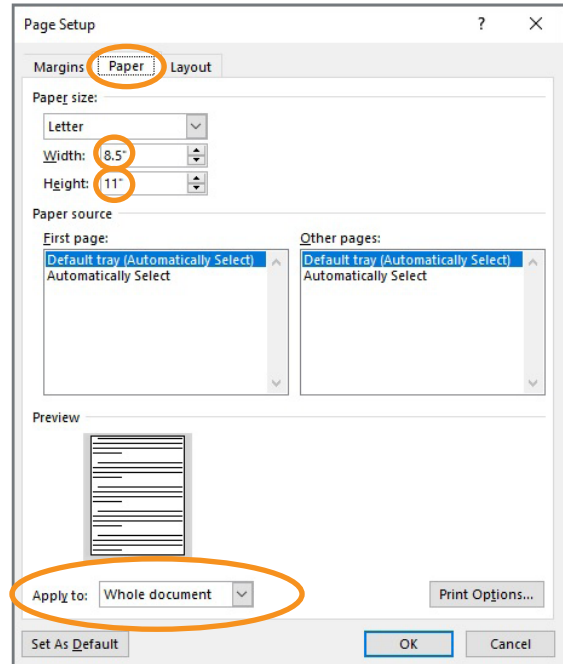 Page Setup ? ×
Margins Paper Layout
Paper size:
Letter
Width: 8.5"
Height: 11"
Paper source
First page: Other pages:
Default tray (Automatically Select) Default tray (Automatically Select)
Automatically Select Automatically Select
Preview
Apply to: Whole document Print Options...
Set As Default OK Cancel